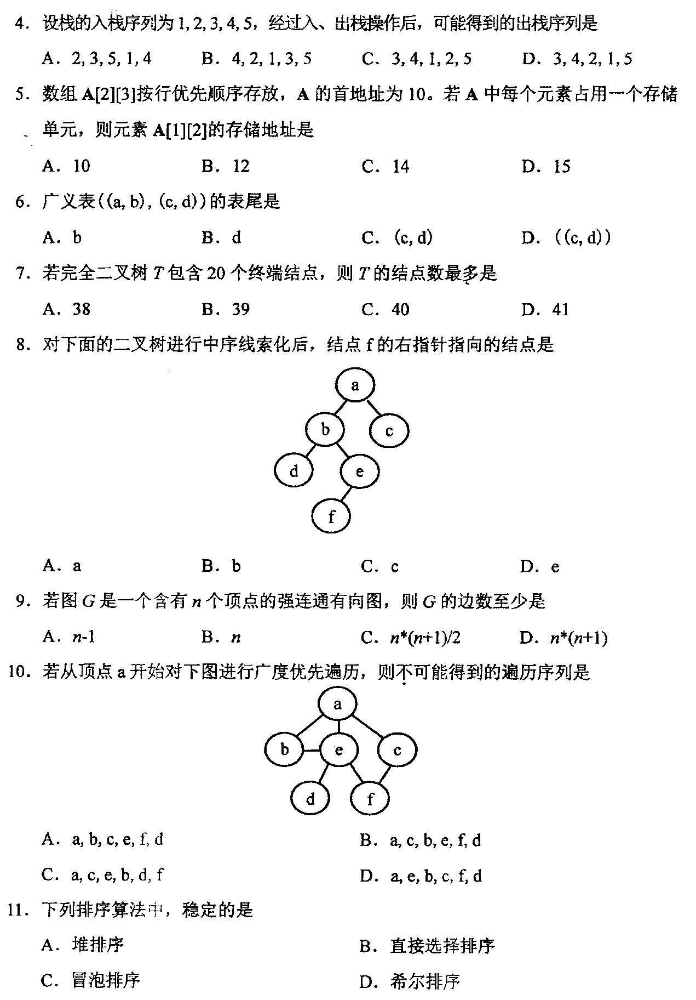 4．设栈的入栈序列为1, 2, 3, 4, 5，经过入、出栈操作后，可能得到的出栈序列是
A．2, 3, 5, 1, 4 B．4, 2, 1, 3, 5 C．3, 4, 1, 2, 5 D．3, 4, 2, 1, 5
5．数组 A[2][3]按行优先顺序存放，A 的首地址为 10。若 A 中每个元素占用一个存储
单元，则元素 A[1][2]的存储地址是
A．10 B．12 C．14 D．15
6．广义表((a, b), (c, d))的表尾是
A．b B．d C．(c, d) D．((c, d))
7．若完全二叉树 T 包含 20 个终端结点，则 T 的结点数最多是
A．38 B．39 C．40 D．41
8．对下面的二叉树进行中序线索化后，结点 f 的右指针指向的结点是
a
b c
d e
f
A．a B．b C．c D．e
9．若图 G 是一个含有 n 个顶点的强连通有向图，则 G 的边数至少是
A．n-1 B．n C．n*(n+1)/2 D．n*(n+1)
10．若从顶点 a 开始对下图进行广度优先遍历，则不可能得到的遍历序列是
a
b e c
d f
A．a, b, c, e, f, d B．a, c, b, e, f, d
C．a, c, e, b, d, f D．a, e, b, c, f, d
11．下列排序算法中，稳定的是
A．堆排序 B．直接选择排序
C．冒泡排序 D．希尔排序